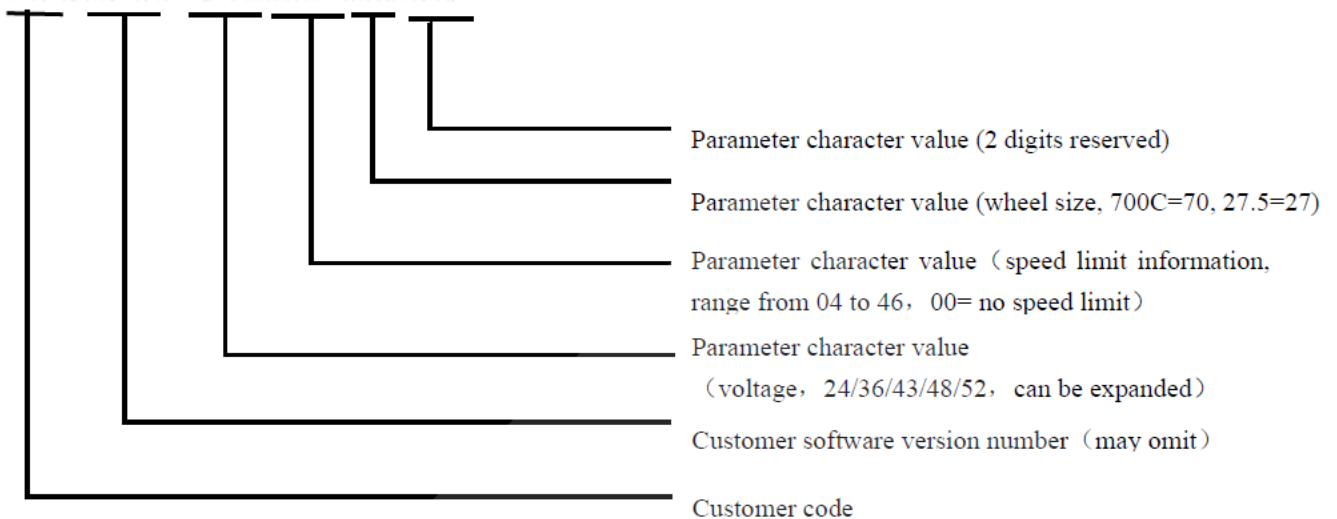 Parameter character value (2 digits reserved)
Parameter character value (wheel size, 700C=70, 27.5=27)
Parameter character value（speed limit information,
range from 04 to 46，00= no speed limit）
Parameter character value
（voltage，24/36/43/48/52，can be expanded）
Customer software version number（may omit）
Customer code